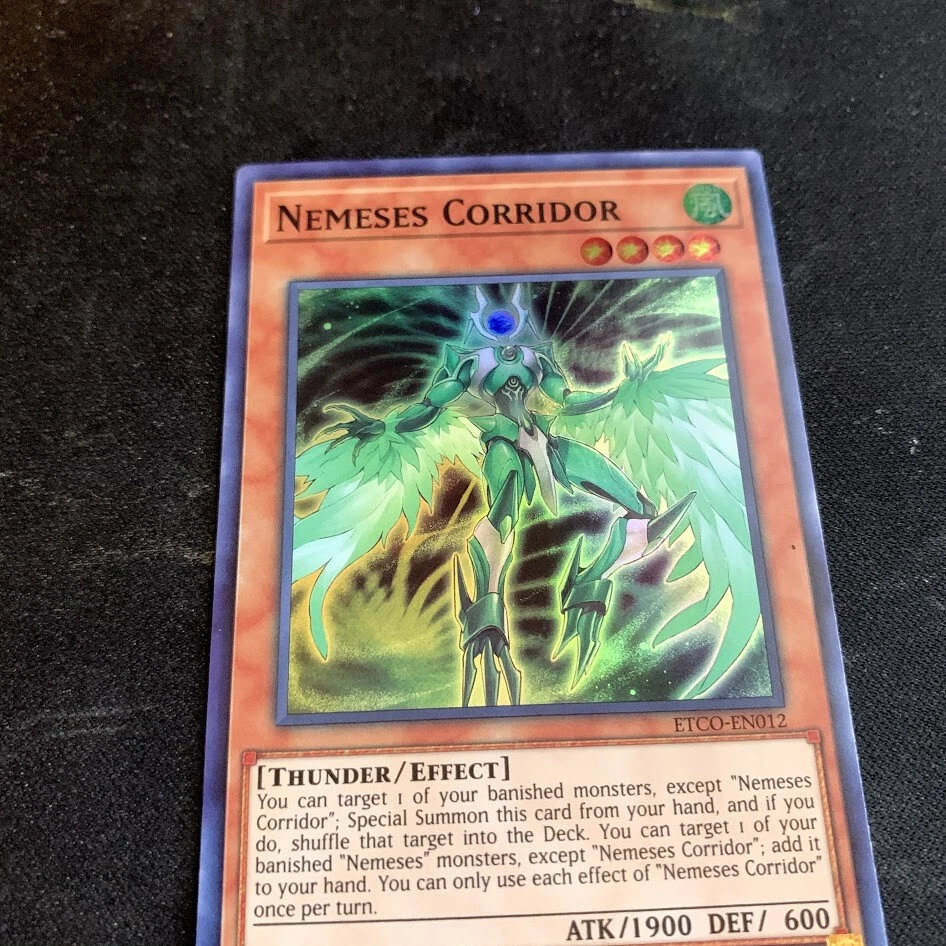 NEMESES CORRIDOR
風
ETCO-EN012
[THUNDER/EFFECT]
You can target 1 of your banished monsters, except "Nemeses
Corridor"; Special Summon this card from your hand, and if you
do, shuffle that target into the Deck. You can target 1 of your
banished "Nemeses" monsters, except "Nemeses Corridor"; add it
to your hand. You can only use each effect of "Nemeses Corridor"
once per turn.
ATK/1900 DEF/ 600